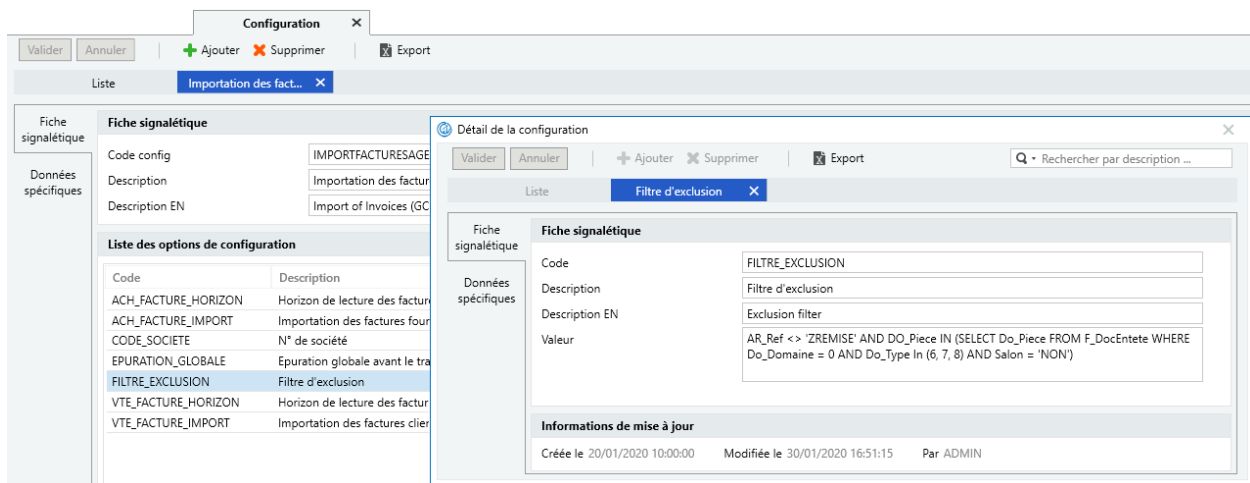 Configuration
Valider Annuler Ajouter Supprimer Export
Liste Importation des fact...
Fiche signalétique
Données spécifiques
Fiche signalétique
Code config IMPORTFACTURESAGE
Description Importation des factur
Description EN Import of Invoices (GC
Liste des options de configuration
Code Description
ACH_FACTURE_HORIZON Horizon de lecture des facture
ACH_FACTURE_IMPORT Importation des factures four
CODE_SOCIETE N° de société
EPURATION_GLOBALE Epuration globale avant le tra
FILTRE_EXCLUSION Filtre d'exclusion
VTE_FACTURE_HORIZON Horizon de lecture des factur
VTE_FACTURE_IMPORT Importation des factures clier
Détail de la configuration
Valider Annuler Ajouter Supprimer Export Rechercher par description ...
Liste Filtre d'exclusion
Fiche signalétique
Données spécifiques
Fiche signalétique
Code FILTRE_EXCLUSION
Description Filtre d'exclusion
Description EN Exclusion filter
Valeur AR_Ref <> 'ZREMISE' AND DO_Piece IN (SELECT Do_Piece FROM F_DocEntete WHERE
Do_Domaine = 0 AND Do_Type In (6, 7, 8) AND Salon = 'NON')
Informations de mise à jour
Créée le 20/01/2020 10:00:00 Modifiée le 30/01/2020 16:51:15 Par ADMIN